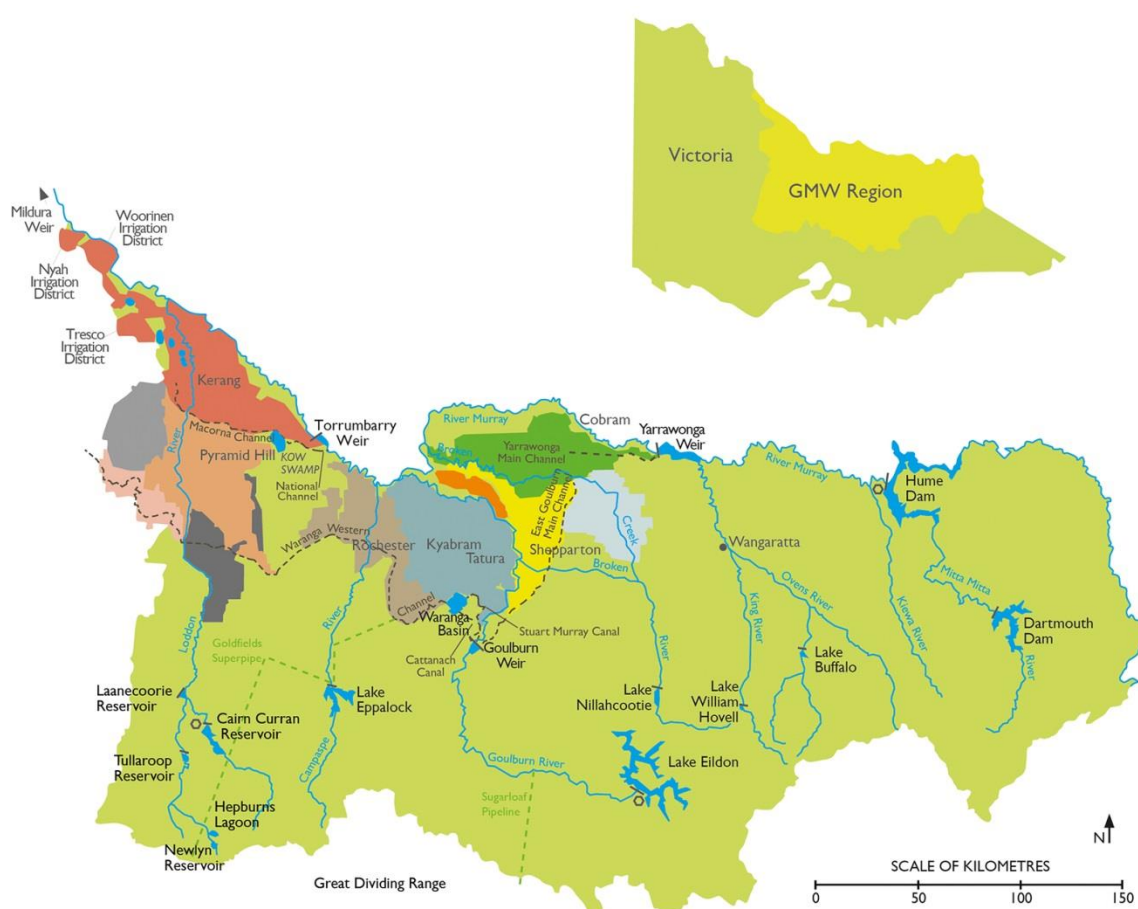 Victoria
GMW Region
Mildura
Weir
Woorinen
Irrigation
District
Nyah
Irrigation
District
Tresco
Irrigation
District
Kerang
River
Macorna Channel
Pyramid Hill
KOW
SWAMP
National
Channel
Torrumbarry
Weir
River Murray
Cobram
Broken
Yarrawonga
Main Channel
Yarrawonga
Weir
River Murray
Hume
Dam
East Goulburn
Main Channel
Creek
Waranga Western
Rochester
Kyabram
Tatura
Shepparton
Broken
Wangaratta
Ovens River
Mitta Mitta
King River
Kiewa River
Dartmouth
Dam
River
Channel
River
Waranga
Basin
Stuart Murray Canal
Cattanach
Canal
Goulburn
Weir
River
Loddon
Goldfields
Superpipe
Lake
Buffalo
Laanecoorie
Reservoir
Lake
Eppalock
Lake
Nillahcootie
Lake
William
Hovell
Cairn Curran
Reservoir
Tullaroop
Reservoir
Campaspe
Goulburn River
Lake Eildon
Hepburns
Lagoon
Sugarloaf
Pipeline
Newlyn
Reservoir
Great Dividing Range
N
SCALE OF KILOMETRES
0 50 100 150